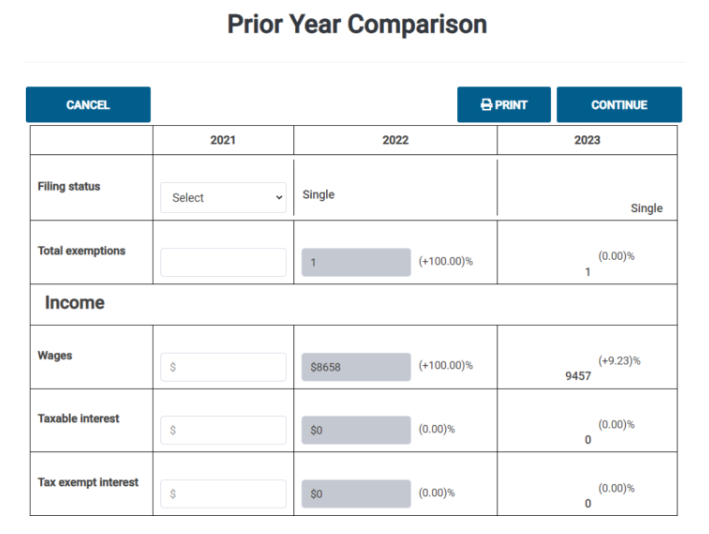 Prior Year Comparison
CANCEL
PRINT
CONTINUE
2021 2022 2023
Filing status Select Single Single
Total exemptions 1 (+100.00)% (0.00)% 1
Income
Wages $ $8658 (+100.00)% (+9.23)% 9457
Taxable interest $ $0 (0.00)% (0.00)% 0
Tax exempt interest $ $0 (0.00)% (0.00)% 0